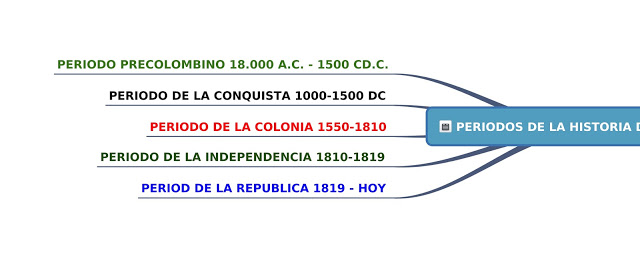 PERIODO PRECOLOMBINO 18.000 A.C. - 1500 CD.C.
PERIODO DE LA CONQUISTA 1000-1500 DC
PERIODO DE LA COLONIA 1550-1810
PERIODOS DE LA HISTORIA
PERIODO DE LA INDEPENDENCIA 1810-1819
PERIOD DE LA REPUBLICA 1819 - HOY